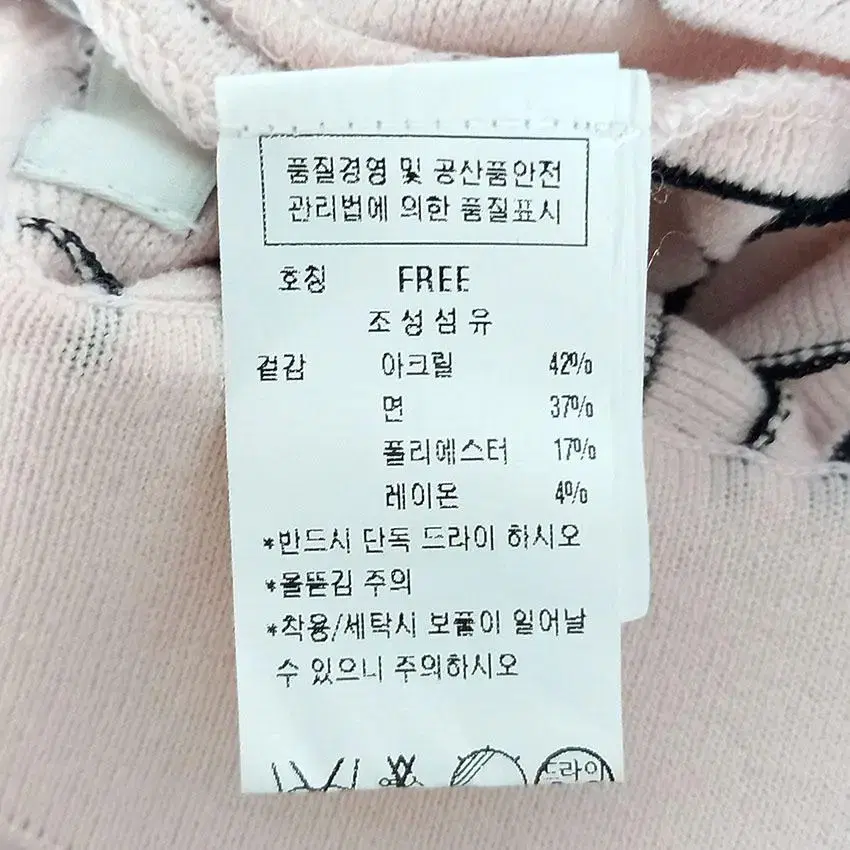 품질경영 및 공산품안전
관리법에 의한 품질표시
호칭 FREE
조성섬유
겉감 아크릴 42%
면 37%
폴리에스터 17%
레이온 4%
*반드시 단독 드라이 하시오
*올뜯김 주의
*착용/세탁시 보풀이 일어날
수 있으니 주의하시오
드라이